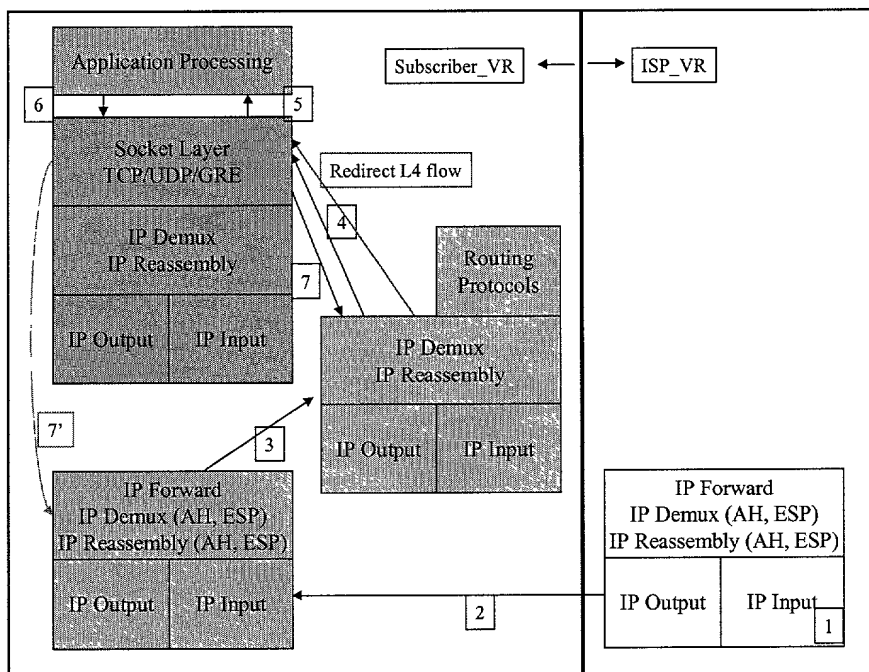 Application Processing
Subscriber_VR
ISP_VR
6
5
Socket Layer
TCP/UDP/GRE
Redirect L4 flow
4
IP Demux
IP Reassembly
7
Routing
Protocols
IP Output
IP Input
IP Demux
IP Reassembly
7'
3
IP Output
IP Input
IP Forward
IP Demux (AH, ESP)
IP Reassembly (AH, ESP)
IP Output
IP Input
2
IP Forward
IP Demux (AH, ESP)
IP Reassembly (AH, ESP)
IP Output
IP Input
1